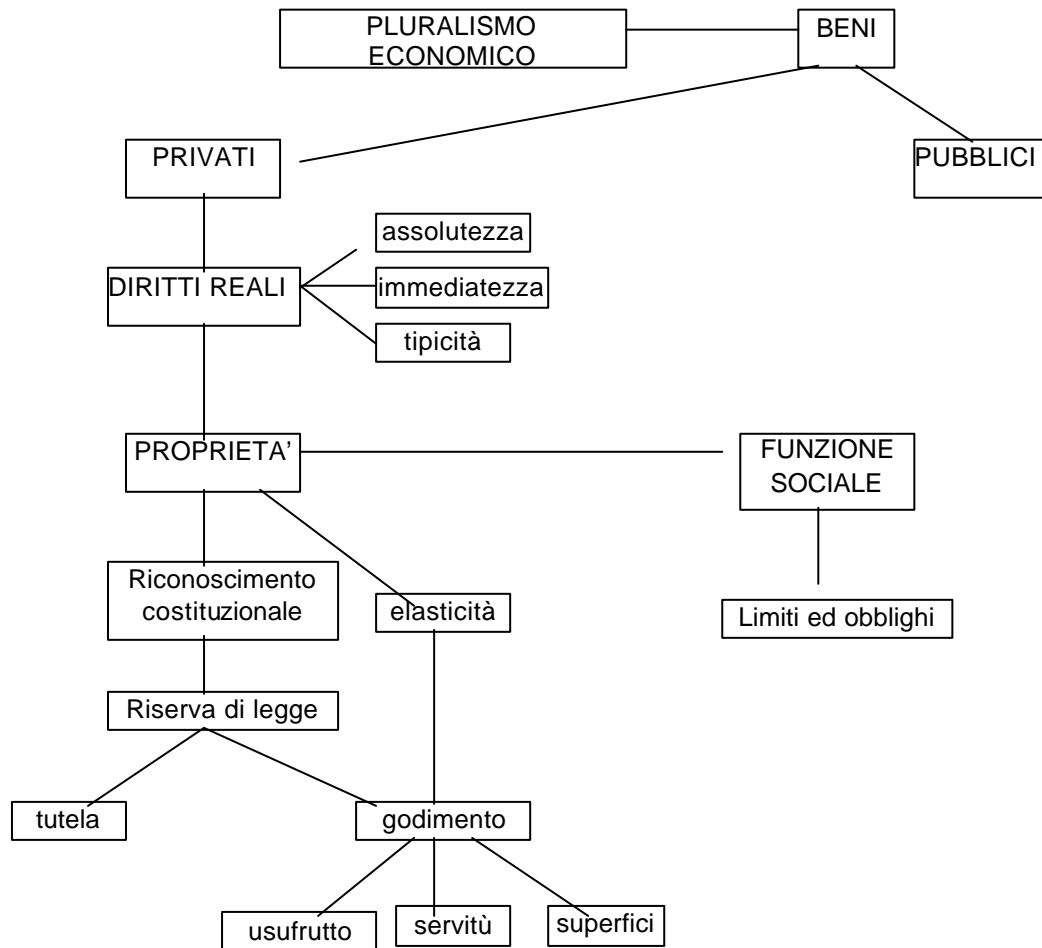 PLURALISMO
ECONOMICO
BENI
PRIVATI
PUBBLICI
assolutezza
DIRITTI REALI
immediatezza
tipicità
PROPRIETA’
FUNZIONE
SOCIALE
Riconoscimento
costituzionale
elasticità
Limiti ed obblighi
Riserva di legge
tutela
godimento
usufrutto
servitù
superfici